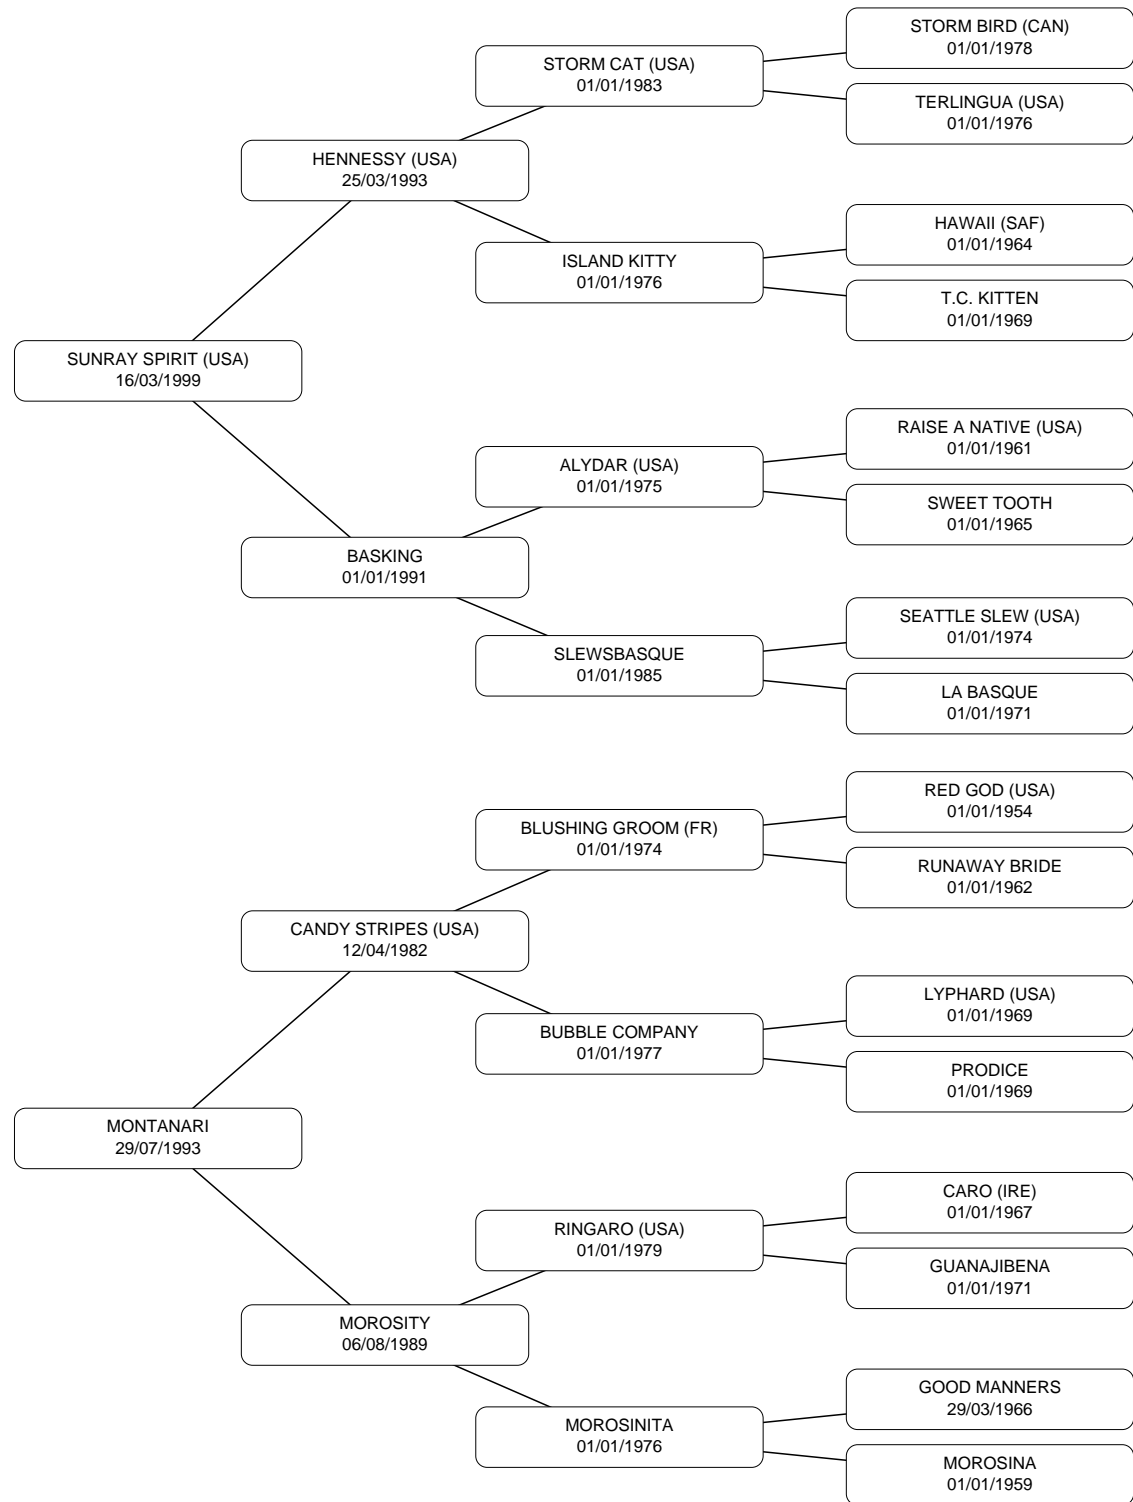 STORM BIRD (CAN)
01/01/1978
STORM CAT (USA)
01/01/1983
TERLINGUA (USA)
01/01/1976
HENNESSY (USA)
25/03/1993
HAWAII (SAF)
01/01/1964
ISLAND KITTY
01/01/1976
T.C. KITTEN
01/01/1969
SUNRAY SPIRIT (USA)
16/03/1999
RAISE A NATIVE (USA)
01/01/1961
ALYDAR (USA)
01/01/1975
SWEET TOOTH
01/01/1965
BASKING
01/01/1991
SEATTLE SLEW (USA)
01/01/1974
SLEWSBASQUE
01/01/1985
LA BASQUE
01/01/1971
RED GOD (USA)
01/01/1954
BLUSHING GROOM (FR)
01/01/1974
RUNAWAY BRIDE
01/01/1962
CANDY STRIPES (USA)
12/04/1982
LYPHARD (USA)
01/01/1969
BUBBLE COMPANY
01/01/1977
PRODICE
01/01/1969
MONTANARI
29/07/1993
CARO (IRE)
01/01/1967
RINGARO (USA)
01/01/1979
GUANAJIBENA
01/01/1971
MOROSITY
06/08/1989
GOOD MANNERS
29/03/1966
MOROSINITA
01/01/1976
MOROSINA
01/01/1959